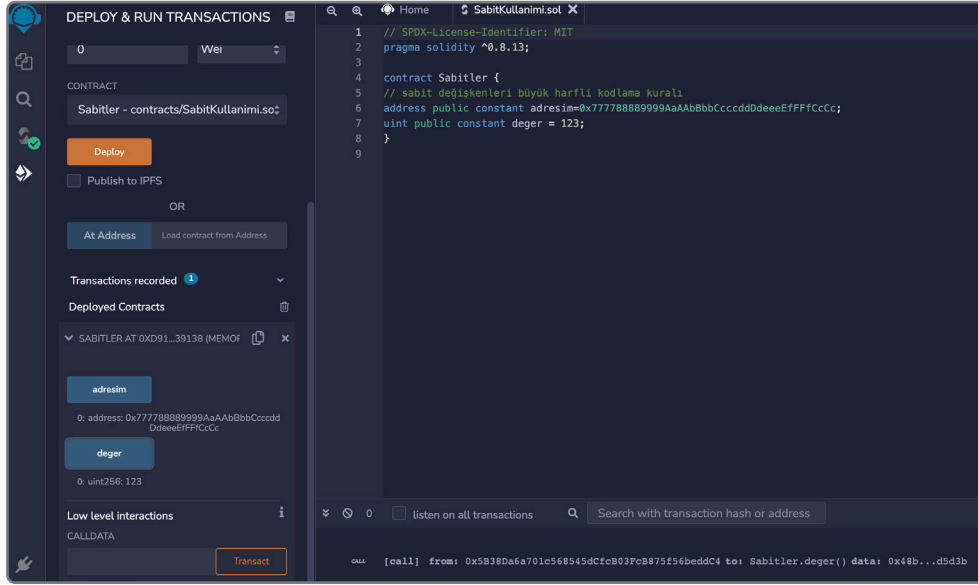 DEPLOY & RUN TRANSACTIONS
0 Wei
CONTRACT
Sabitler - contracts/SabitKullanimi.so
Deploy
Publish to IPFS
OR
At Address Load contract from Address
Transactions recorded 1
Deployed Contracts
SABITLER AT 0XD91...39138 (MEMOF
adresim
0: address: 0x777788889999AaAAbBbbCcccdd
DdeeeEfFFfCcCc
deger
0: uint256: 123
Low level interactions
CALLDATA
Transact
Home SabitKullanimi.sol
1 // SPDX-License-Identifier: MIT
2 pragma solidity ^0.8.13;
3
4 contract Sabitler {
5 // sabit değişkenleri büyük harfli kodlama kuralı
6 address public constant adresim=0x777788889999AaAAbBbbCcccddDdeeeEfFFfCcCc;
7 uint public constant deger = 123;
8 }
9
0 listen on all transactions Search with transaction hash or address
CALL [call] from: 0x5B38Da6a701c568545dCfcB03FcB875f56beddC4 to: Sabitler.deger() data: 0x48b...d5d3b